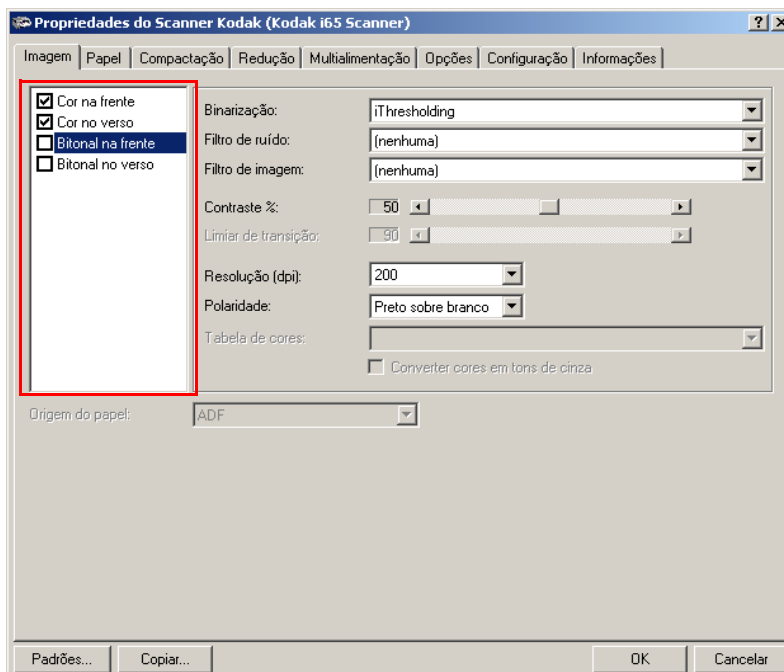 Propriedades do Scanner Kodak (Kodak i65 Scanner)
Imagem Papel Compactação Redução Multialimentação Opções Configuração Informações
Cor na frente
Cor no verso
Bitonal na frente
Bitonal no verso
Binarização: iThresholding
Filtro de ruído: (nenhuma)
Filtro de imagem: (nenhuma)
Contraste %: 50
Limiar de transição: 90
Resolução (dpi): 200
Polaridade: Preto sobre branco
Tabela de cores:
Converter cores em tons de cinza
Origem do papel: ADF
Padrões... Copiar... OK Cancelar